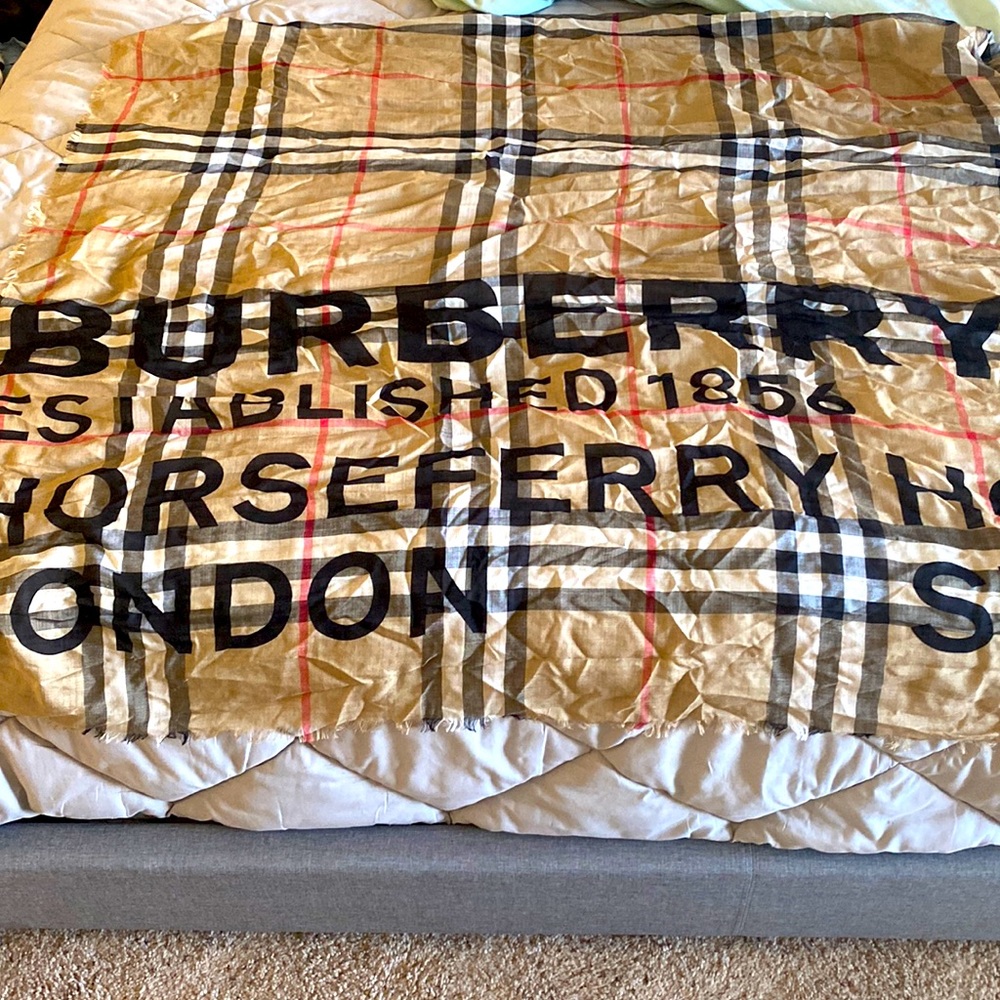 BURBERRY
ESTABLISHED 1856
HORSEFERRY HO
ONDON S